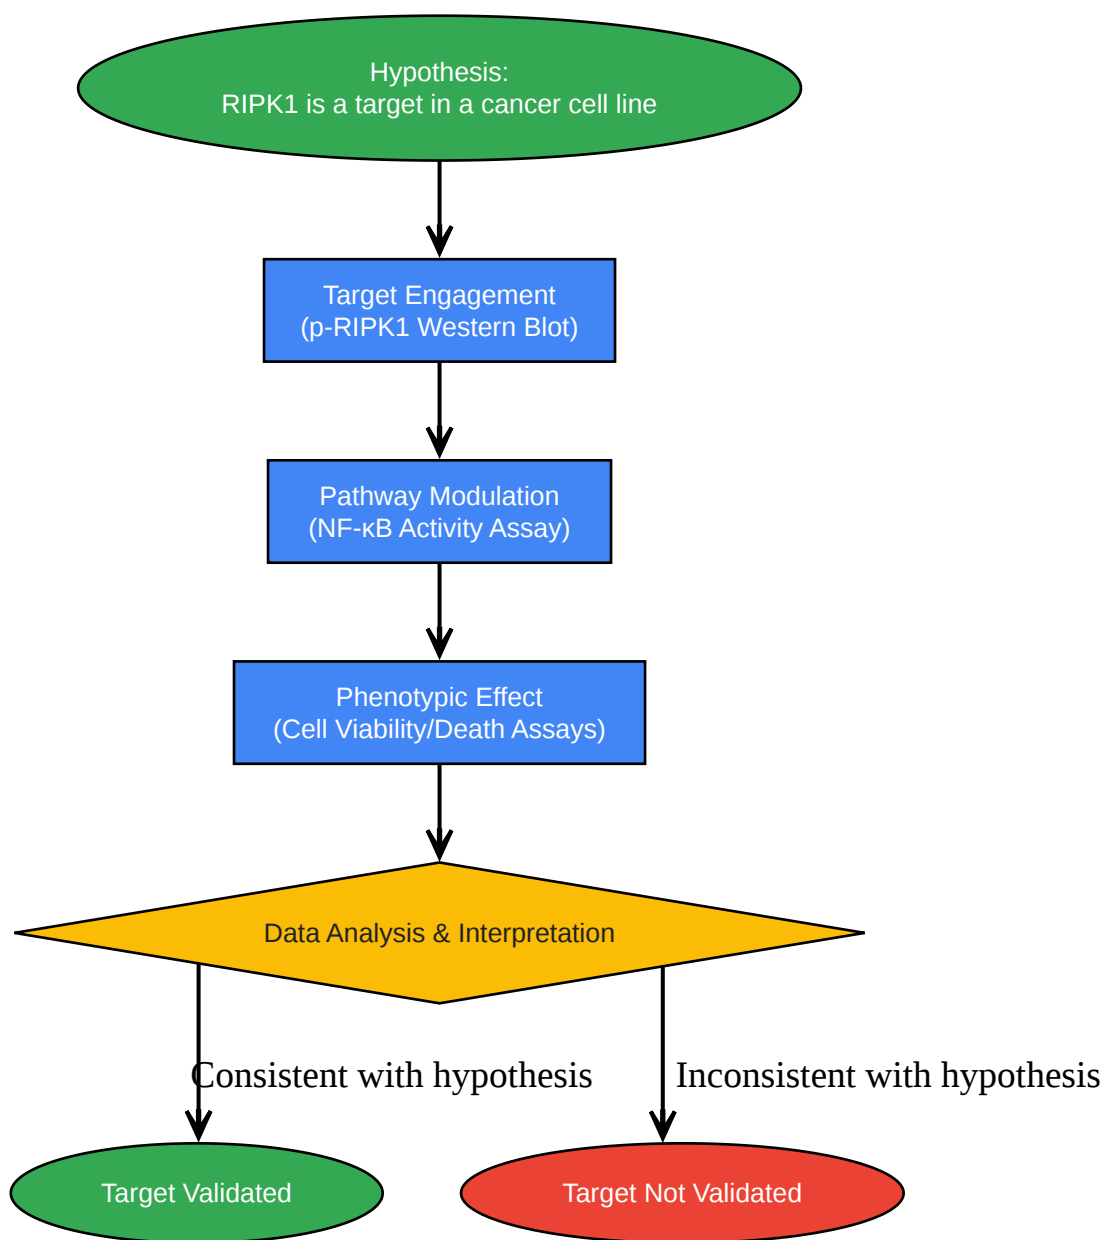 Hypothesis:
RIPK1 is a target in a cancer cell line
Target Engagement
(p-RIPK1 Western Blot)
Pathway Modulation
(NF-κB Activity Assay)
Phenotypic Effect
(Cell Viability/Death Assays)
Data Analysis & Interpretation
Consistent with hypothesis
Inconsistent with hypothesis
Target Validated
Target Not Validated